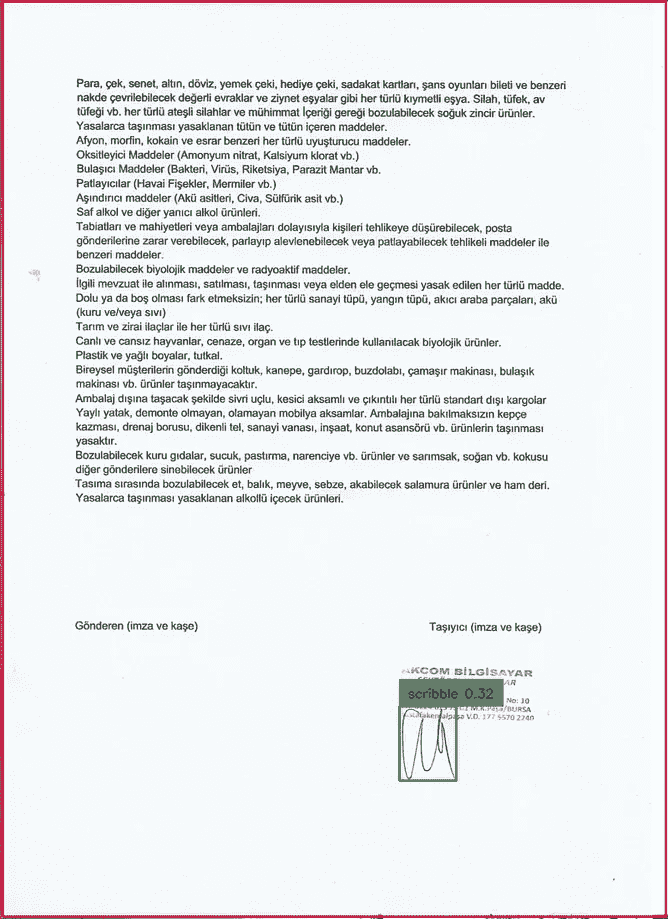 Para, çek, senet, altın, döviz, yemek çeki, hediye çeki, sadakat kartları, şans oyunları bileti ve benzeri
nakde çevrilebilecek değerli evraklar ve ziynet eşyalar gibi her türlü kıymetli eşya. Silah, tüfek, av
tüfeği vb. her türlü ateşli silahlar ve mühimmat İçeriği gereği bozulabilecek soğuk zincir ürünler.
Yasalarca taşınması yasaklanan tütün ve tütün içeren maddeler.
Afyon, morfin, kokain ve esrar benzeri her türlü uyuşturucu maddeler.
Oksitleyici Maddeler (Amonyum nitrat, Kalsiyum klorat vb.)
Bulaşıcı Maddeler (Bakteri, Virüs, Riketsiya, Parazit Mantar vb.
Patlayıcılar (Havai Fişekler, Mermiler vb.)
Aşındırıcı maddeler (Akü asitleri, Civa, Sülfürik asit vb.)
Saf alkol ve diğer yanıcı alkol ürünleri.
Tabiatları ve mahiyetleri veya ambalajları dolayısıyla kişileri tehlikeye düşürebilecek, posta
gönderilerine zarar verebilecek, parlayıp alevlenebilecek veya patlayabilecek tehlikeli maddeler ile
benzeri maddeler.
Bozulabilecek biyolojik maddeler ve radyoaktif maddeler.
İlgili mevzuat ile alınması, satılması, taşınması veya elden ele geçmesi yasak edilen her türlü madde.
Dolu ya da boş olması fark etmeksizin; her türlü sanayi tüpü, yangın tüpü, akıcı araba parçaları, akü
(kuru ve/veya sıvı)
Tarım ve zirai ilaçlar ile her türlü sıvı ilaç.
Canlı ve cansız hayvanlar, cenaze, organ ve tıp testlerinde kullanılacak biyolojik ürünler.
Plastik ve yağlı boyalar, tutkal.
Bireysel müşterilerin gönderdiği koltuk, kanepe, gardırop, buzdolabı, çamaşır makinası, bulaşık
makinası vb. ürünler taşınmayacaktır.
Ambalaj dışına taşacak şekilde sivri uçlu, kesici aksamlı ve çıkıntılı her türlü standart dışı kargolar
Yaylı yatak, demonte olmayan, olamayan mobilya aksamlar. Ambalajına bakılmaksızın kepçe
kazması, drenaj borusu, dikenli tel, sanayi vanası, inşaat, konut asansörü vb. ürünlerin taşınması
yasaktır.
Bozulabilecek kuru gıdalar, sucuk, pastırma, narenciye vb. ürünler ve sarımsak, soğan vb. kokusu
diğer gönderilere sinebilecek ürünler
Tasıma sırasında bozulabilecek et, balık, meyve, sebze, akabilecek salamura ürünler ve ham deri.
Yasalarca taşınması yasaklanan alkollü içecek ürünleri.
Gönderen (imza ve kaşe)
Taşıyıcı (imza ve kaşe)
AKCOM BİLGİSAYAR
scribble 0.32
No: 10
M.K.Paşa/BURSA
V.D. 177 5570 2240